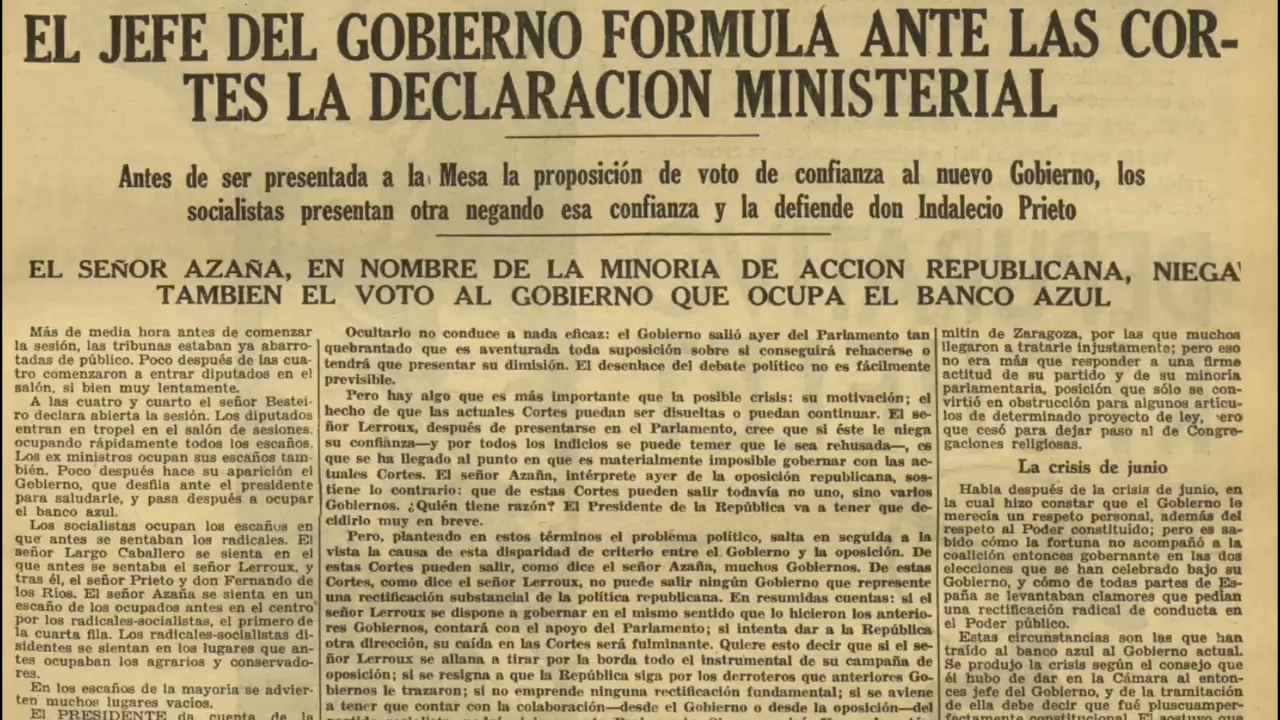 EL JEFE DEL GOBIERNO FORMULA ANTE LAS COR-
TES LA DECLARACION MINISTERIAL
Antes de ser presentada a la Mesa la proposición de voto de confianza al nuevo Gobierno, los
socialistas presentan otra negando esa confianza y la defiende don Indalecio Prieto
EL SEÑOR AZAÑA, EN NOMBRE DE LA MINORIA DE ACCION REPUBLICANA, NIEGA
TAMBIEN EL VOTO AL GOBIERNO QUE OCUPA EL BANCO AZUL
Más de media hora antes de comenzar
la sesión, las tribunas estaban ya abarro-
tadas de público. Poco después de las cua-
tro comenzaron a entrar diputados en el
salón, si bien muy lentamente.
A las cuatro y cuarto el señor Bestei-
ro declara abierta la sesión. Los diputados
entran en tropel en el salón de sesiones,
ocupando rápidamente todos los escaños.
Los ex ministros ocupan sus escaños tam-
bién. Poco después hace su aparición el
Gobierno, que desfila ante el presidente
para saludarle, y pasa después a ocupar
el banco azul.
Los socialistas ocupan los escaños en
que antes se sentaban los radicales. El
señor Largo Caballero se sienta en el
que antes se sentaba el señor Lerroux, y
tras él, el señor Prieto y don Fernando de
los Ríos. El señor Azaña se sienta en un
escaño de los ocupados antes en el centro
por los radicales-socialistas, el primero de
la cuarta fila. Los radicales-socialistas di-
sidentes se sientan en los lugares que an-
tes ocupaban los agrarios y conservado-
res.
En los escaños de la mayoría se advier-
ten muchos lugares vacíos.
El PRESIDENTE da cuenta de la
Ocultarlo no conduce a nada eficaz: el Gobierno salió ayer del Parlamento tan
quebrantado que es aventurada toda suposición sobre si conseguirá rehacerse o
tendrá que presentar su dimisión. El desenlace del debate político no es fácilmente
previsible.
Pero hay algo que es más importante que la posible crisis: su motivación; el
hecho de que las actuales Cortes puedan ser disueltas o puedan continuar. El se-
ñor Lerroux, después de presentarse en el Parlamento, cree que si éste le niega
su confianza—y por todos los indicios se puede temer que le sea rehusada—, es
que se ha llegado al punto en que es materialmente imposible gobernar con las ac-
tuales Cortes. El señor Azaña, intérprete ayer de la oposición republicana, sos-
tiene lo contrario: que de estas Cortes pueden salir todavía no uno, sino varios
Gobiernos. ¿Quién tiene razón? El Presidente de la República va a tener que de-
cidirlo muy en breve.
Pero, planteado en estos términos el problema político, salta en seguida a la
vista la causa de esta disparidad de criterio entre el Gobierno y la oposición. De
estas Cortes pueden salir, como dice el señor Azaña, muchos Gobiernos. De estas
Cortes, como dice el señor Lerroux, no puede salir ningún Gobierno que represente
una rectificación substancial de la política republicana. En resumidas cuentas: si el
señor Lerroux se dispone a gobernar en el mismo sentido que lo hicieron los anterio-
res Gobiernos, contará con el apoyo del Parlamento; si intenta dar a la República
otra dirección, su caída en las Cortes será fulminante. Quiere esto decir que si el se-
ñor Lerroux se allana a tirar por la borda todo el instrumental de su campaña de
oposición; si se resigna a que la República siga por los derroteros que anteriores Go-
biernos le trazaron; si no emprende ninguna rectificación fundamental; si se aviene
a tener que contar con la colaboración—desde el Gobierno o desde la oposición—del
mitin de Zaragoza, por las que muchos
llegaron a tratarle injustamente; pero eso
no era más que responder a una firme
actitud de su partido y de su minoría
parlamentaria, posición que sólo se con-
virtió en obstrucción para algunos artícu-
los de determinado proyecto de ley, pero
que cesó para dejar paso al de Congre-
gaciones religiosas.
La crisis de junio
Habla después de la crisis de junio, en
la cual hizo constar que el Gobierno le
merecía un respeto personal, además del
respeto al Poder constituído; pero es sa-
bido cómo la fortuna no acompañó a la
coalición entonces gobernante en las dos
elecciones que se han celebrado bajo su
Gobierno, y cómo de todas partes de Es-
paña se levantaban clamores que pedían
una rectificación radical de conducta en
el Poder público.
Estas circunstancias son las que han
traído al banco azul al Gobierno actual.
Se produjo la crisis según el consejo que
él hubo de dar en la Cámara al enton-
ces jefe del Gobierno, y de la tramitación
de ella debe decir que fué pluscuamper-
fectamente constitucional. El